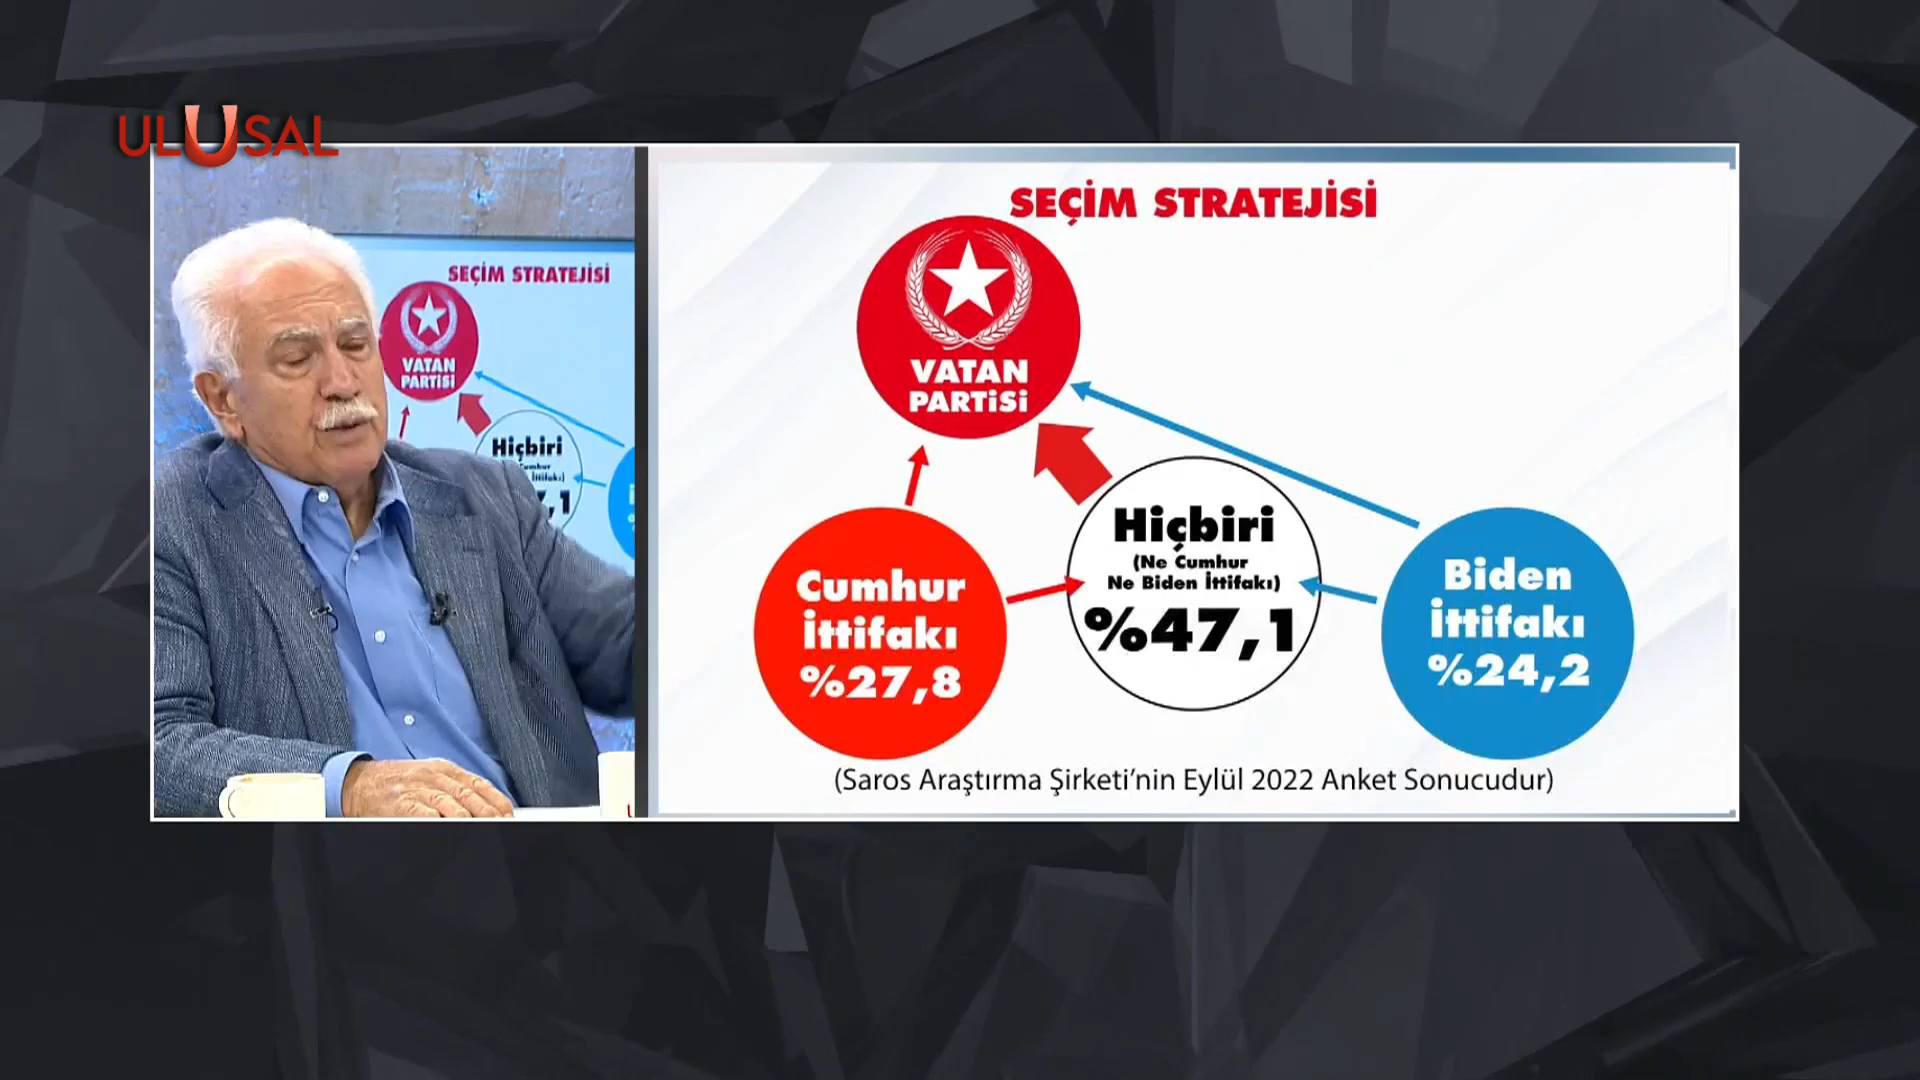 ULUSAL
SEÇİM STRATEJİSİ
VATAN
PARTİSİ
Hiçbiri
SEÇİM STRATEJİSİ
VATAN
PARTİSİ
Hiçbiri
(Ne Cumhur
Ne Biden İttifakı)
%47,1
Cumhur
İttifakı
%27,8
Biden
İttifakı
%24,2
(Saros Araştırma Şirketi’nin Eylül 2022 Anket Sonucudur)